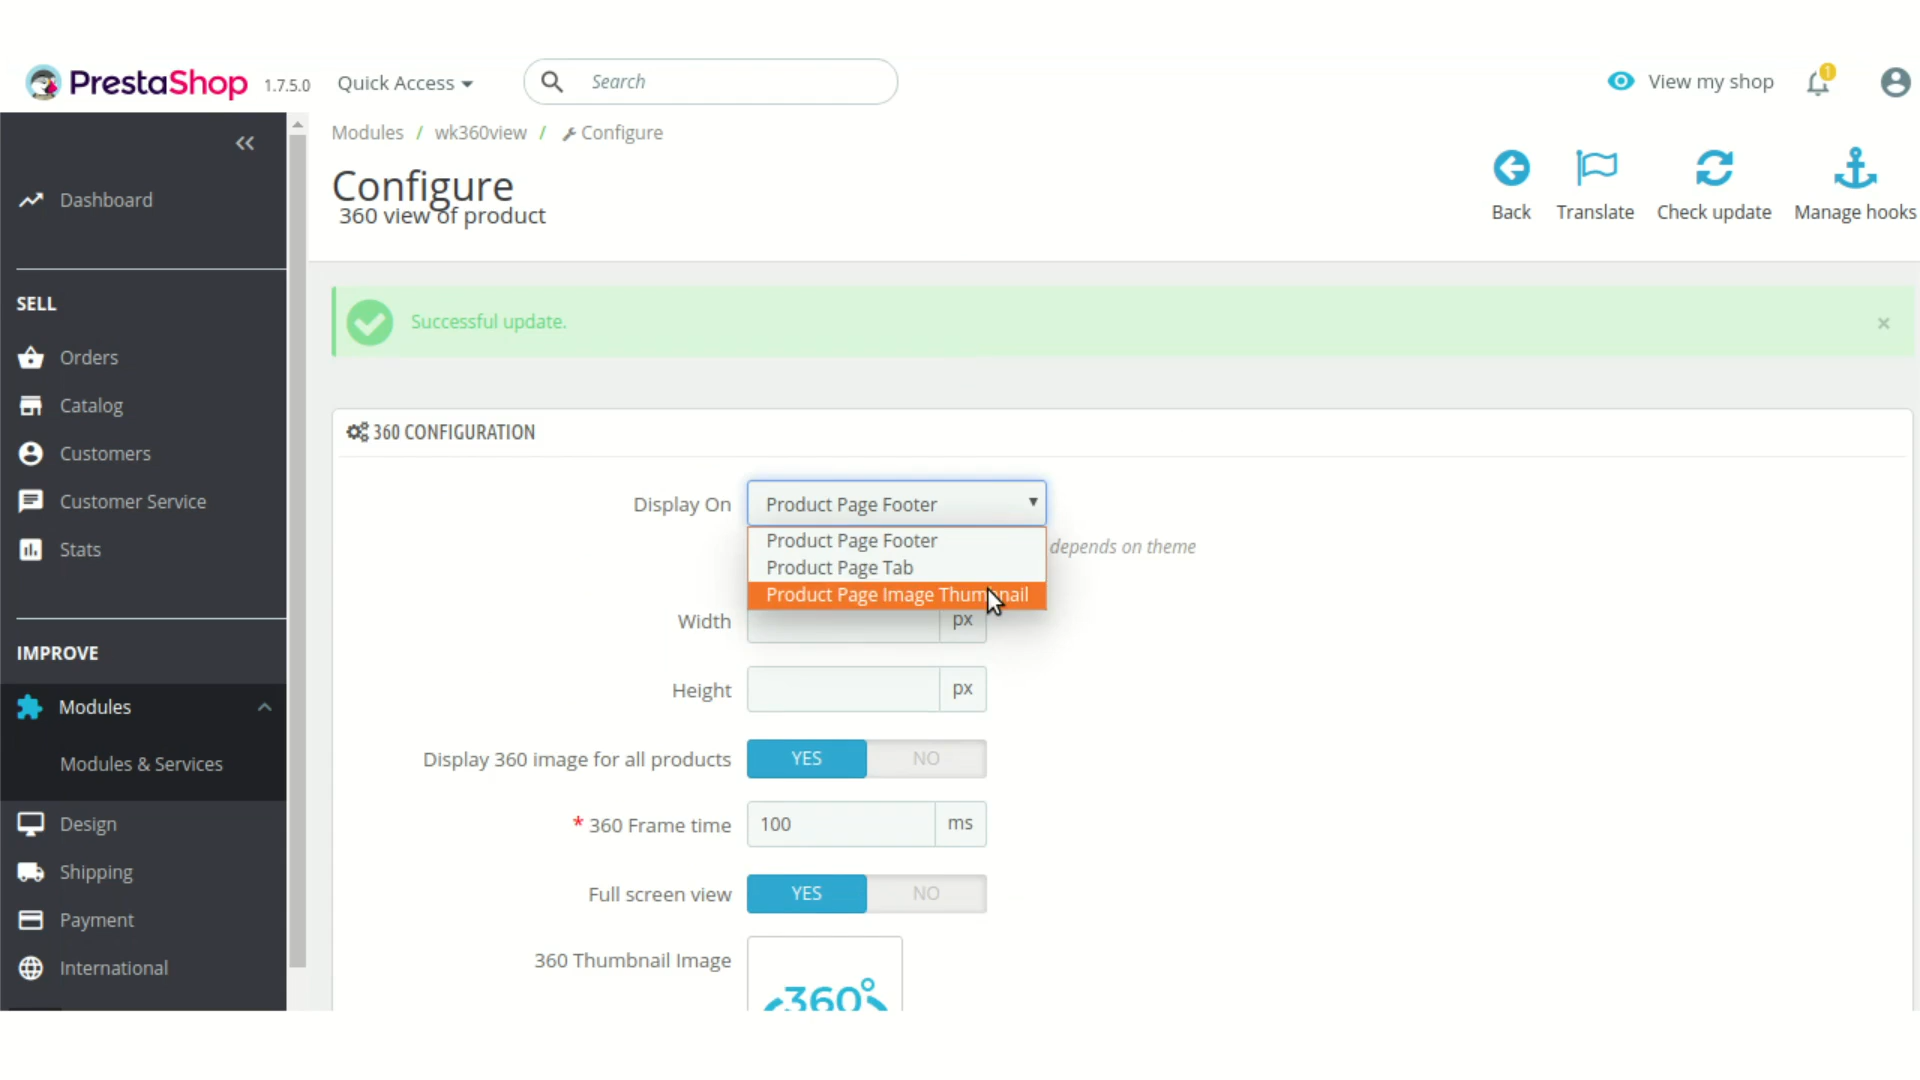 PrestaShop 1.7.5.0 Quick Access Search View my shop 1
Modules / wk360view / Configure
Configure
360 view of product
Back Translate Check update Manage hooks
Dashboard
SELL
Orders
Catalog
Customers
Customer Service
Stats
IMPROVE
Modules
Modules & Services
Design
Shipping
Payment
International
Successful update. ×
360 CONFIGURATION
Display On Product Page Footer
Product Page Footer
depends on theme
Product Page Tab
Product Page Image Thumbnail
Width px
Height px
Display 360 image for all products YES NO
* 360 Frame time 100 ms
Full screen view YES NO
360 Thumbnail Image
360°